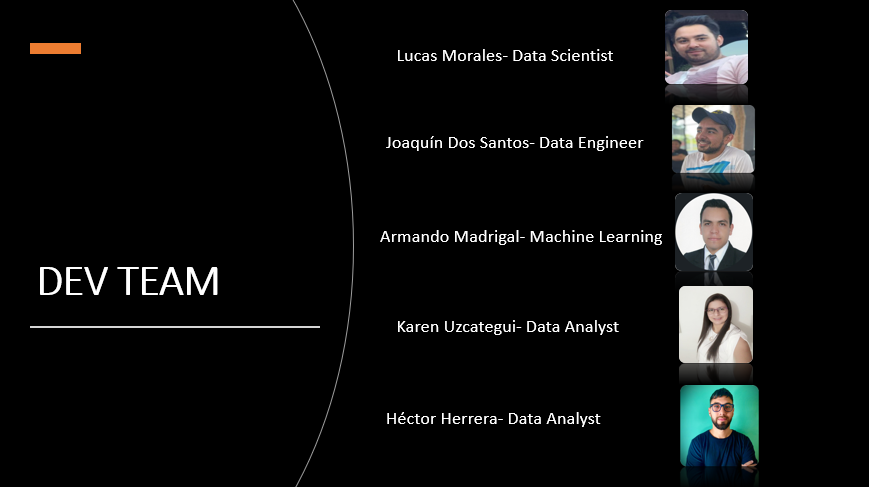 DEV TEAM
Lucas Morales- Data Scientist
Joaquín Dos Santos- Data Engineer
Armando Madrigal- Machine Learning
Karen Uzcategui- Data Analyst
Héctor Herrera- Data Analyst